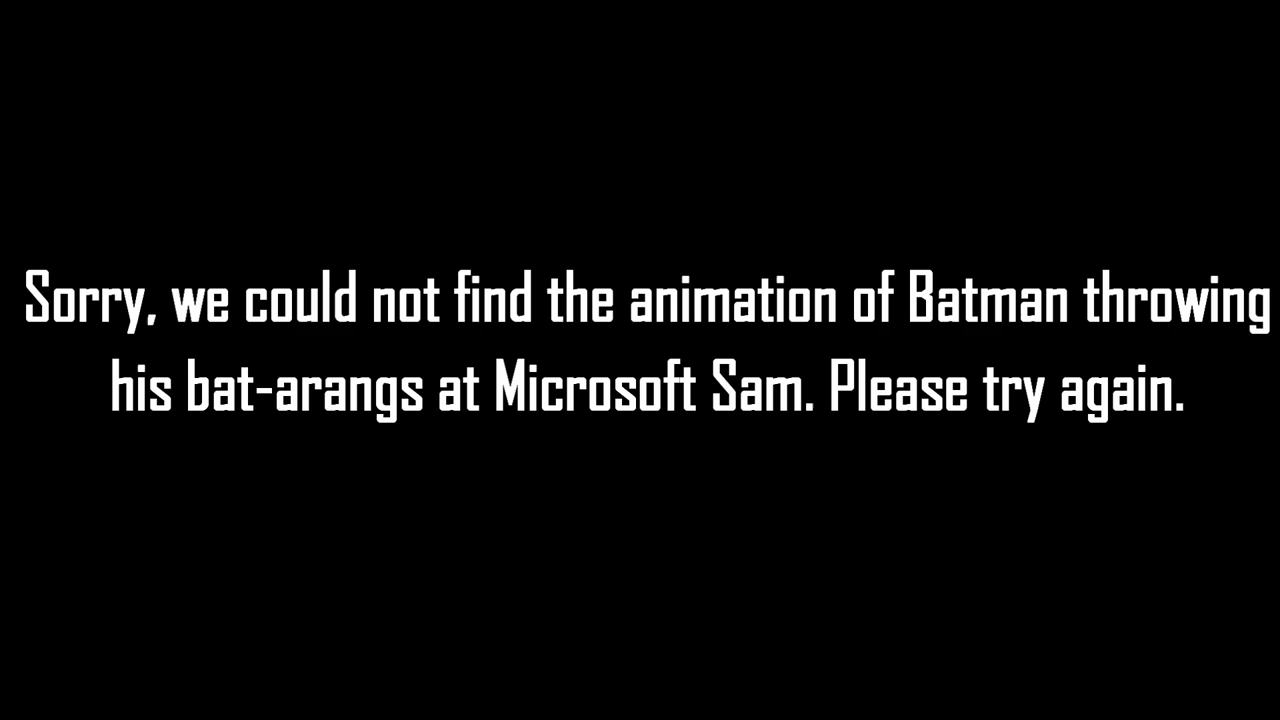 Sorry, we could not find the animation of Batman throwing
his bat-arangs at Microsoft Sam. Please try again.